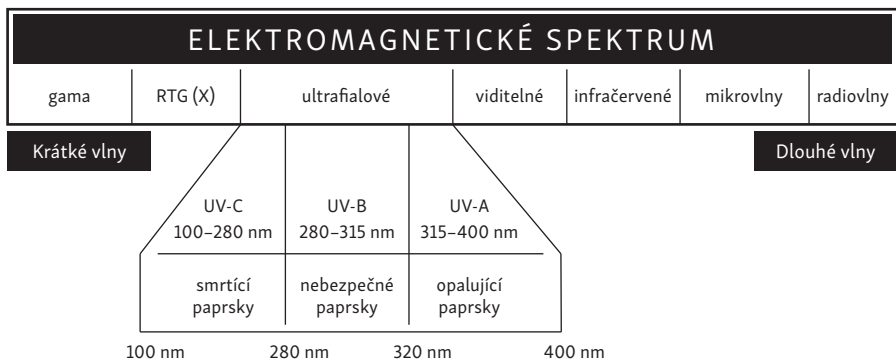 ELEKTROMAGNETICKÉ SPEKTRUM
gama RTG (X) ultrafialové viditelné infračervené mikrovlny radiovlny
Krátké vlny Dlouhé vlny
UV-C UV-B UV-A
100–280 nm 280–315 nm 315–400 nm
smrtící nebezpečné opalující
paprsky paprsky paprsky
100 nm 280 nm 320 nm 400 nm